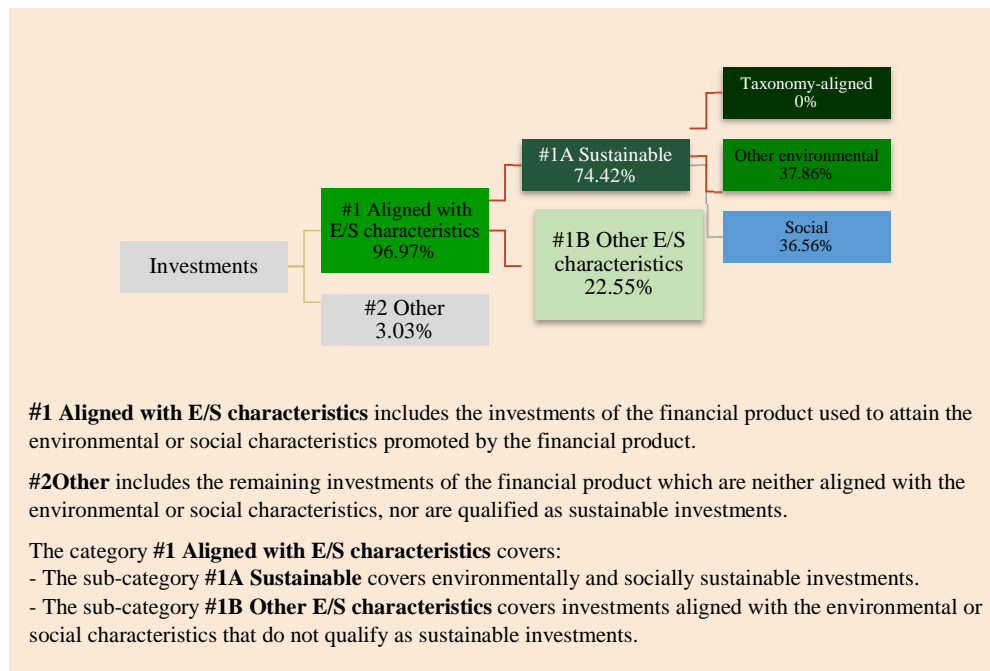 Taxonomy-aligned
0%
#1A Sustainable
74.42%
Other environmental
37.86%
#1 Aligned with
E/S characteristics
96.97%
#1B Other E/S
characteristics
22.55%
Social
36.56%
Investments
#2 Other
3.03%
#1 Aligned with E/S characteristics includes the investments of the financial product used to attain the
environmental or social characteristics promoted by the financial product.
#2Other includes the remaining investments of the financial product which are neither aligned with the
environmental or social characteristics, nor are qualified as sustainable investments.
The category #1 Aligned with E/S characteristics covers:
- The sub-category #1A Sustainable covers environmentally and socially sustainable investments.
- The sub-category #1B Other E/S characteristics covers investments aligned with the environmental or
social characteristics that do not qualify as sustainable investments.